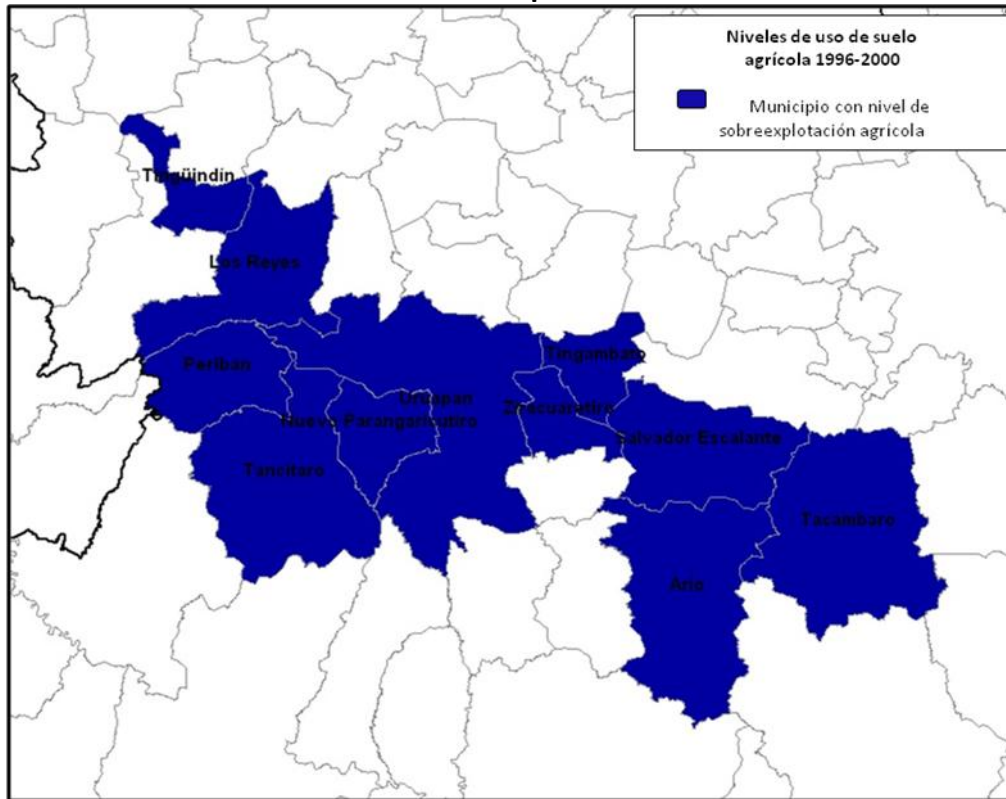 Niveles de uso de suelo
agrícola 1996-2000
Municipio con nivel de
sobreexplotación agrícola
Tingüindin
Los Reyes
Periban
Tingambato
Uruapan
Ziracuaretiro
Nuevo Parangaricutiro
Salvador Escalante
Tancitaro
Tacambaro
Ario